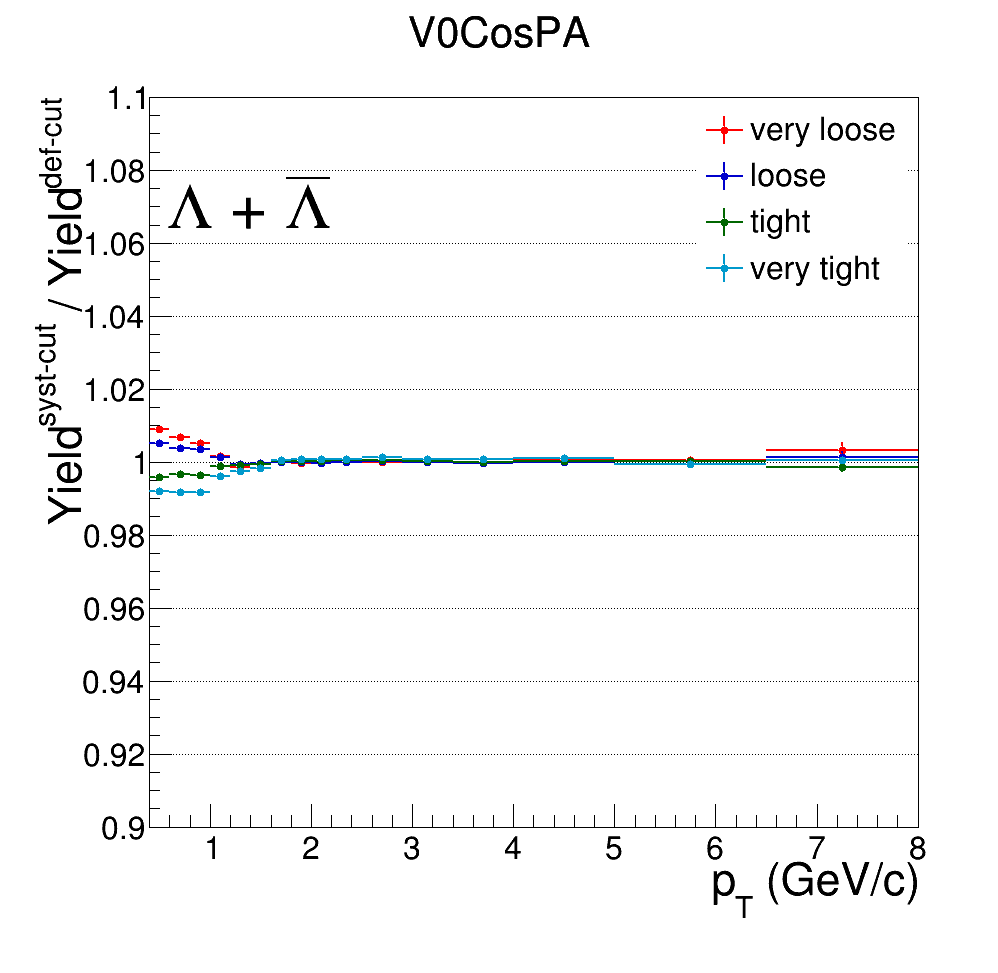 V0CosPA
Yield^syst-cut / Yield^def-cut
1.1
1.08
1.06
1.04
1.02
1
0.98
0.96
0.94
0.92
0.9
Λ + Λ̅
very loose
loose
tight
very tight
1 2 3 4 5 6 7 8
p_T (GeV/c)